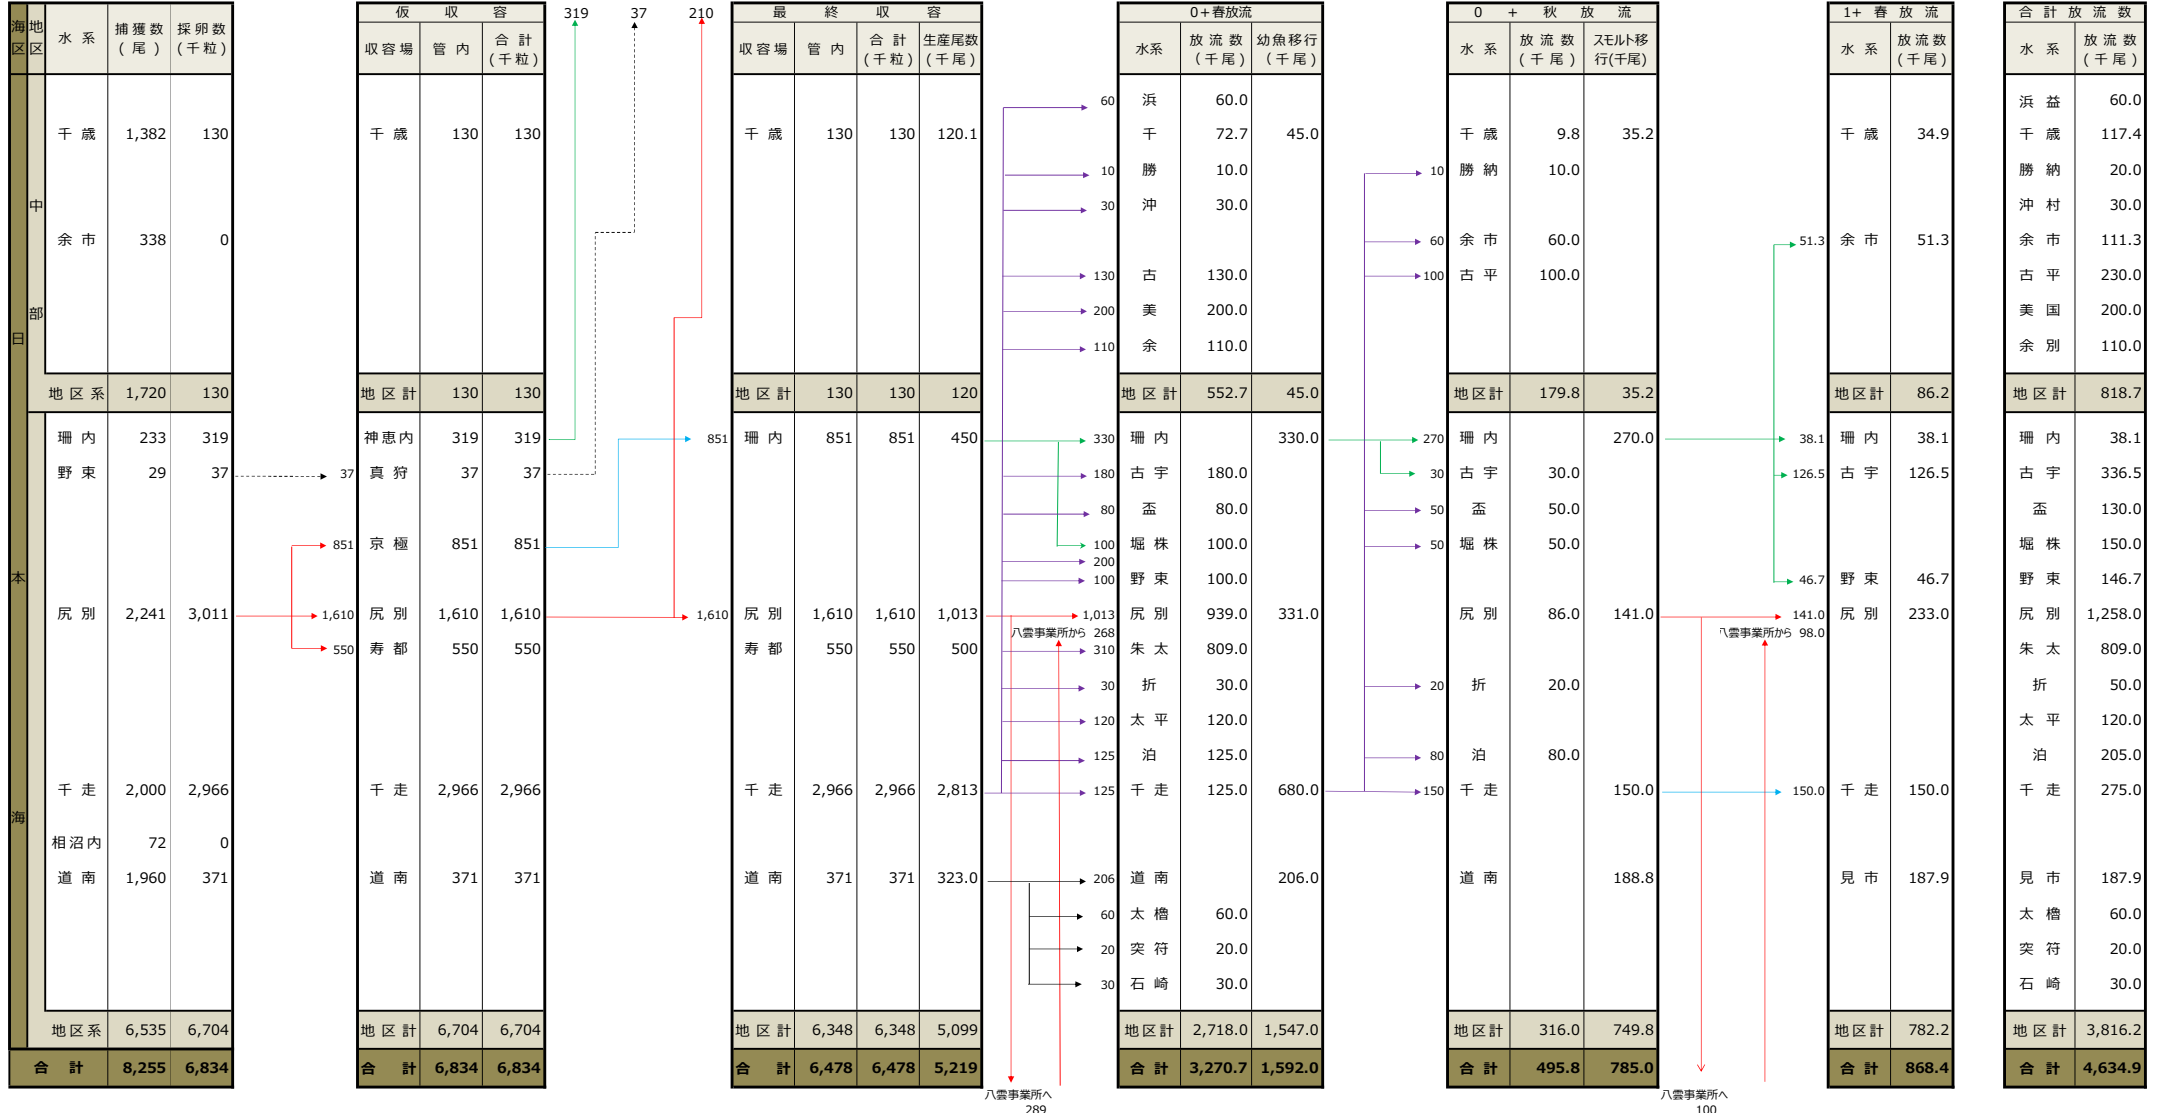 海区 地区 水系 捕獲数(尾) 採卵数(千粒)
日本海
中部
千歳 1,382 130
余市 338 0
地区系 1,720 130
珊内 233 319
野束 29 37
尻別 2,241 3,011
千走 2,000 2,966
相沼内 72 0
道南 1,960 371
地区系 6,535 6,704
合計 8,255 6,834
37
851
1,610
550
仮収容
収容場 管内 合計(千粒)
千歳 130 130
地区計 130 130
神恵内 319 319
真狩 37 37
京極 851 851
尻別 1,610 1,610
寿都 550 550
千走 2,966 2,966
道南 371 371
地区計 6,704 6,704
合計 6,834 6,834
319 37 210
851
1,610
最終収容
収容場 管内 合計(千粒) 生産尾数(千尾)
千歳 130 130 120.1
地区計 130 130 120
珊内 851 851 450
尻別 1,610 1,610 1,013
寿都 550 550 500
千走 2,966 2,966 2,813
道南 371 371 323.0
地区計 6,348 6,348 5,099
合計 6,478 6,478 5,219
八雲事業所へ
289
0+春放流
水系 放流数(千尾) 幼魚移行(千尾)
60 浜 60.0
千 72.7 45.0
10 勝 10.0
30 沖 30.0
130 古 130.0
200 美 200.0
110 余 110.0
地区計 552.7 45.0
330 珊内 330.0
180 古宇 180.0
80 盃 80.0
100 堀株 100.0
200
100 野束 100.0
1,013 尻別 939.0 331.0
八雲事業所から 268
310 朱太 809.0
30 折 30.0
120 太平 120.0
125 泊 125.0
125 千走 125.0 680.0
206 道南 206.0
60 太櫓 60.0
20 突符 20.0
30 石崎 30.0
地区計 2,718.0 1,547.0
合計 3,270.7 1,592.0
0+秋放流
水系 放流数(千尾) スモルト移行(千尾)
千歳 9.8 35.2
10 勝納 10.0
60 余市 60.0
100 古平 100.0
地区計 179.8 35.2
270 珊内 270.0
30 古宇 30.0
50 盃 50.0
50 堀株 50.0
尻別 86.0 141.0
20 折 20.0
80 泊 80.0
150 千走 150.0
道南 188.8
地区計 316.0 749.8
合計 495.8 785.0
八雲事業所へ
100
1+春放流
水系 放流数(千尾)
千歳 34.9
51.3 余市 51.3
地区計 86.2
38.1 珊内 38.1
126.5 古宇 126.5
46.7 野束 46.7
141.0 尻別 233.0
八雲事業所から 98.0
150.0 千走 150.0
見市 187.9
地区計 782.2
合計 868.4
合計放流数
水系 放流数(千尾)
浜益 60.0
千歳 117.4
勝納 20.0
沖村 30.0
余市 111.3
古平 230.0
美国 200.0
余別 110.0
地区計 818.7
珊内 38.1
古宇 336.5
盃 130.0
堀株 150.0
野束 146.7
尻別 1,258.0
朱太 809.0
折 50.0
太平 120.0
泊 205.0
千走 275.0
見市 187.9
太櫓 60.0
突符 20.0
石崎 30.0
地区計 3,816.2
合計 4,634.9